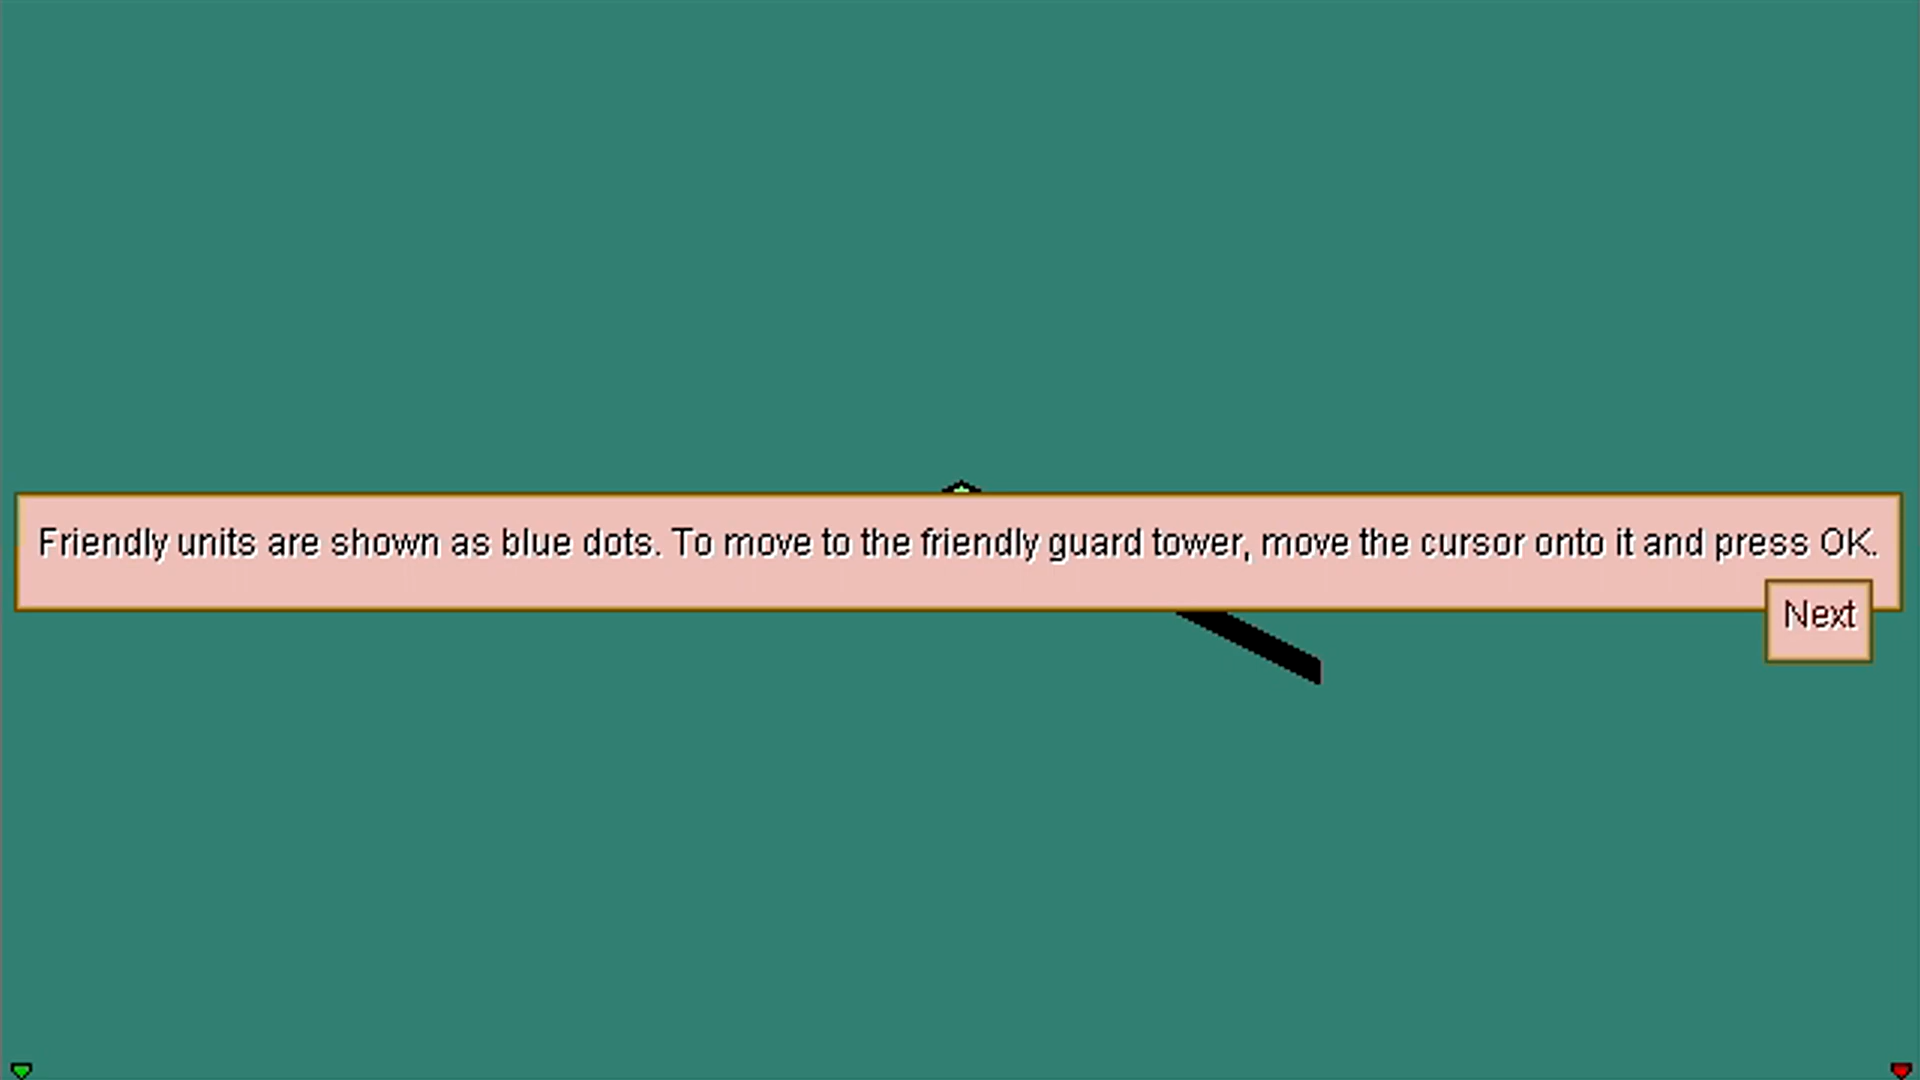 Friendly units are shown as blue dots. To move to the friendly guard tower, move the cursor onto it and press OK.
Next